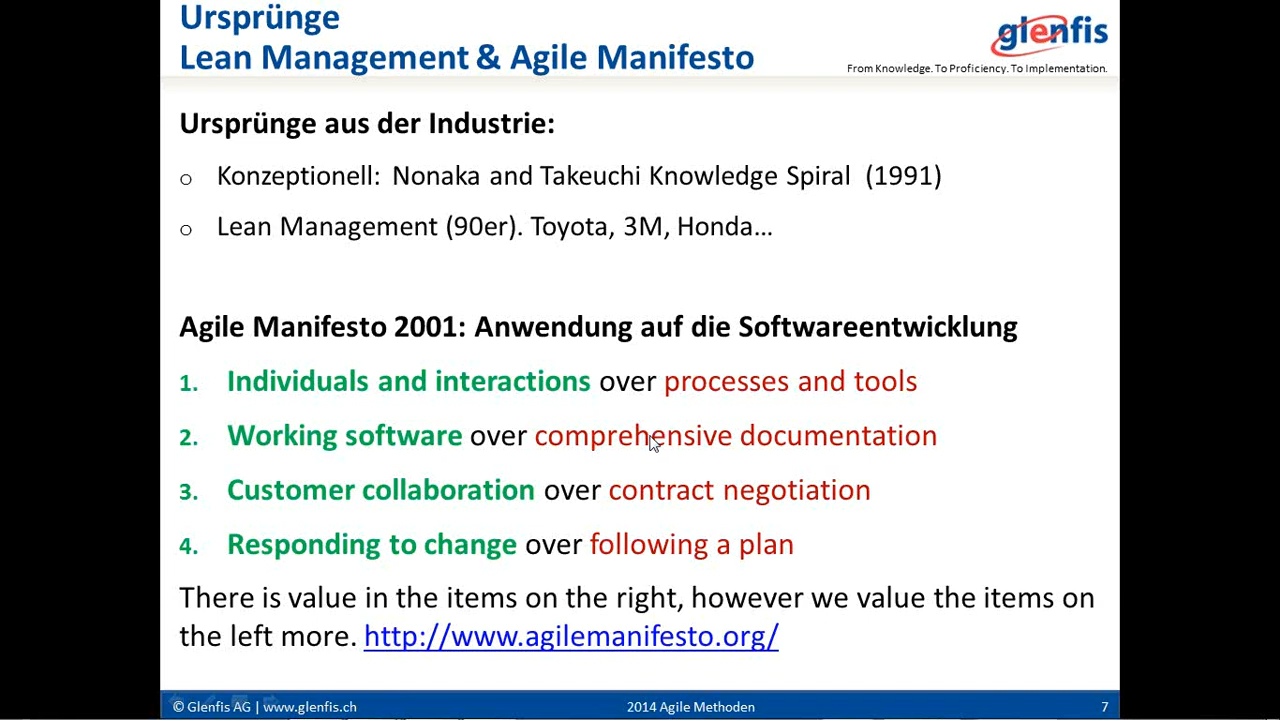 Ursprünge
Lean Management & Agile Manifesto
glenfis
From Knowledge. To Proficiency. To Implementation.
Ursprünge aus der Industrie:
o Konzeptionell: Nonaka and Takeuchi Knowledge Spiral (1991)
o Lean Management (90er). Toyota, 3M, Honda…
Agile Manifesto 2001: Anwendung auf die Softwareentwicklung
1. Individuals and interactions over processes and tools
2. Working software over comprehensive documentation
3. Customer collaboration over contract negotiation
4. Responding to change over following a plan
There is value in the items on the right, however we value the items on
the left more. http://www.agilemanifesto.org/
© Glenfis AG | www.glenfis.ch 2014 Agile Methoden 7